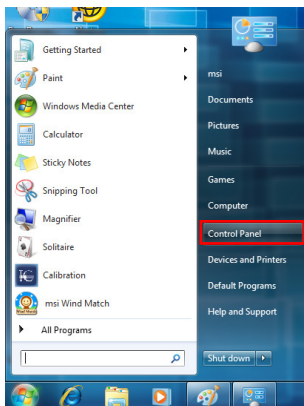 Getting Started
Paint
Windows Media Center
Calculator
Sticky Notes
Snipping Tool
Magnifier
Solitaire
Calibration
msi Wind Match
All Programs
msi
Documents
Pictures
Music
Games
Computer
Control Panel
Devices and Printers
Default Programs
Help and Support
Shut down